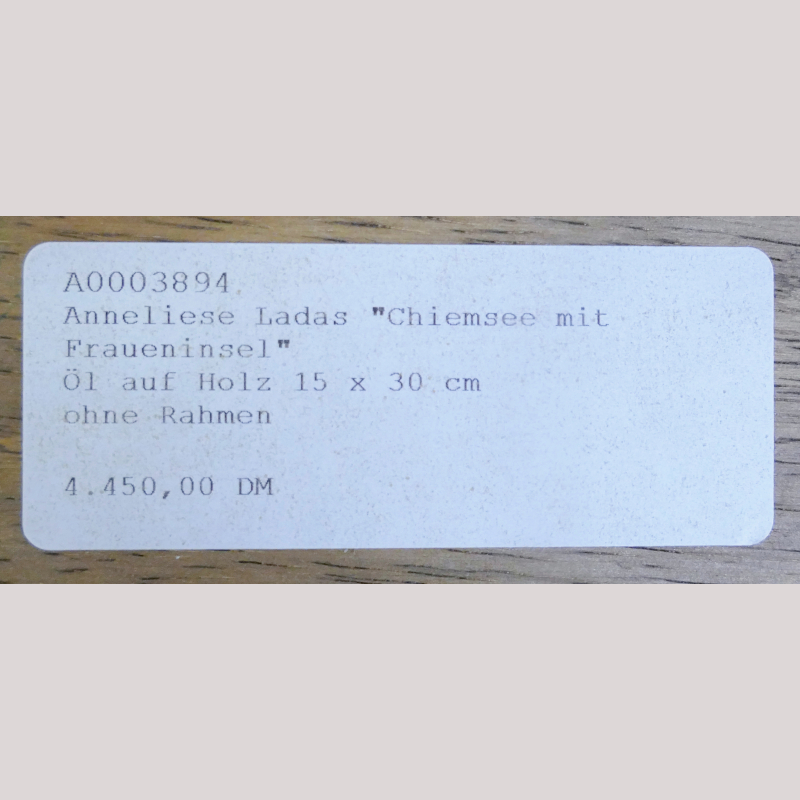 A0003894
Anneliese Ladas "Chiemsee mit
Fraueninsel"
Öl auf Holz 15 x 30 cm
ohne Rahmen
4.450,00 DM